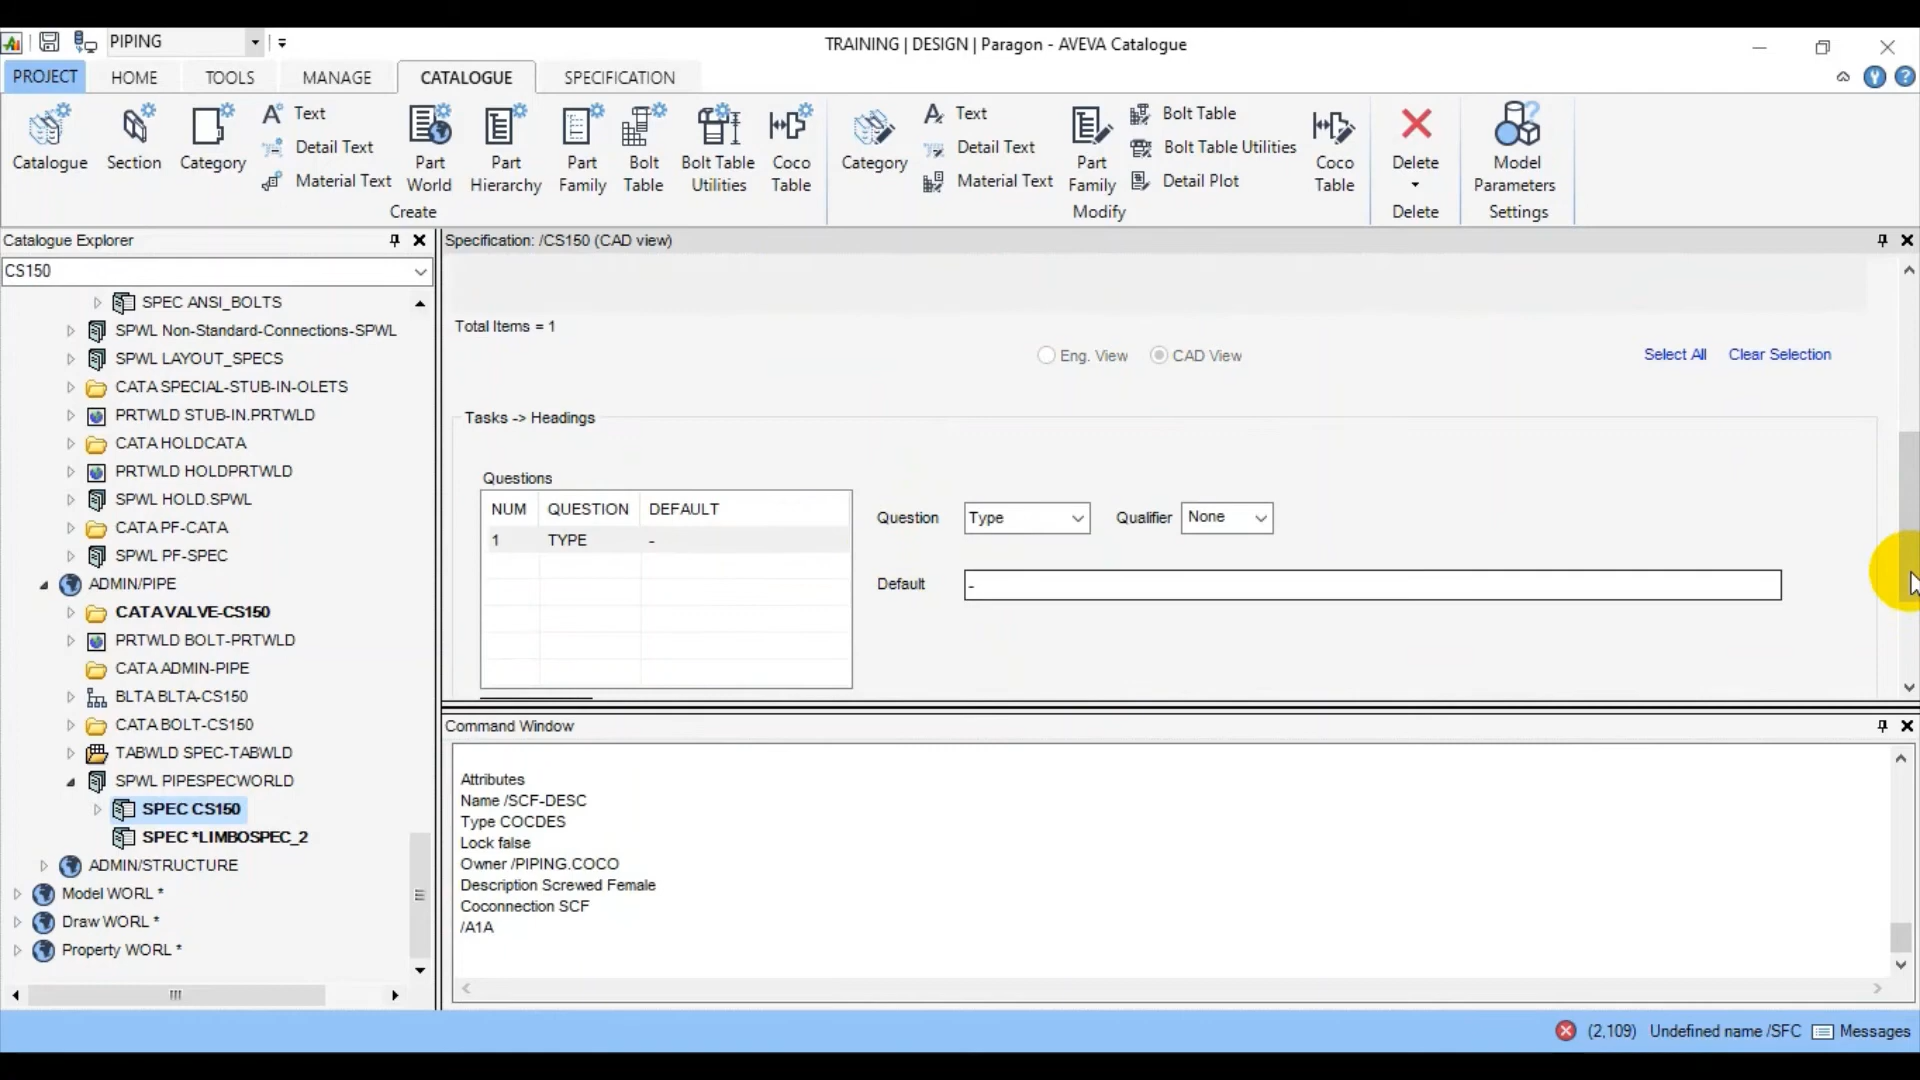 PIPING
TRAINING | DESIGN | Paragon - AVEVA Catalogue
PROJECT HOME TOOLS MANAGE CATALOGUE SPECIFICATION
Catalogue
Section
Category
Text
Detail Text
Material Text
Part World
Part Hierarchy
Part Family
Bolt Table
Bolt Table Utilities
Coco Table
Create
Category
Text
Detail Text
Material Text
Part Family
Bolt Table
Bolt Table Utilities
Detail Plot
Coco Table
Modify
Delete
Delete
Model Parameters
Settings
Catalogue Explorer
CS150
SPEC ANSI_BOLTS
SPWL Non-Standard-Connections-SPWL
SPWL LAYOUT_SPECS
CATA SPECIAL-STUB-IN-OLETS
PRTWLD STUB-IN.PRTWLD
CATA HOLDCATA
PRTWLD HOLDPRTWLD
SPWL HOLD.SPWL
CATA PF-CATA
SPWL PF-SPEC
ADMIN/PIPE
CATA VALVE-CS150
PRTWLD BOLT-PRTWLD
CATA ADMIN-PIPE
BLTA BLTA-CS150
CATA BOLT-CS150
TABWLD SPEC-TABWLD
SPWL PIPESPECWORLD
SPEC CS150
SPEC *LIMBOSPEC_2
ADMIN/STRUCTURE
Model WORL *
Draw WORL *
Property WORL *
Specification: /CS150 (CAD view)
Total Items = 1
Eng. View CAD View
Select All Clear Selection
Tasks -> Headings
Questions
NUM QUESTION DEFAULT
1 TYPE -
Question Type Qualifier None
Default -
Command Window
Attributes
Name /SCF-DESC
Type COCDES
Lock false
Owner /PIPING.COCO
Description Screwed Female
Coconnection SCF
/A1A
(2,109) Undefined name /SFC Messages